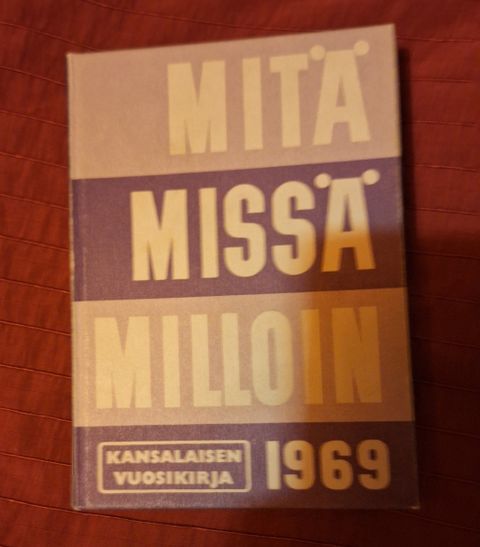 MITÄ
MISSÄ
MILLOIN
KANSALAISEN
VUOSIKIRJA
1969